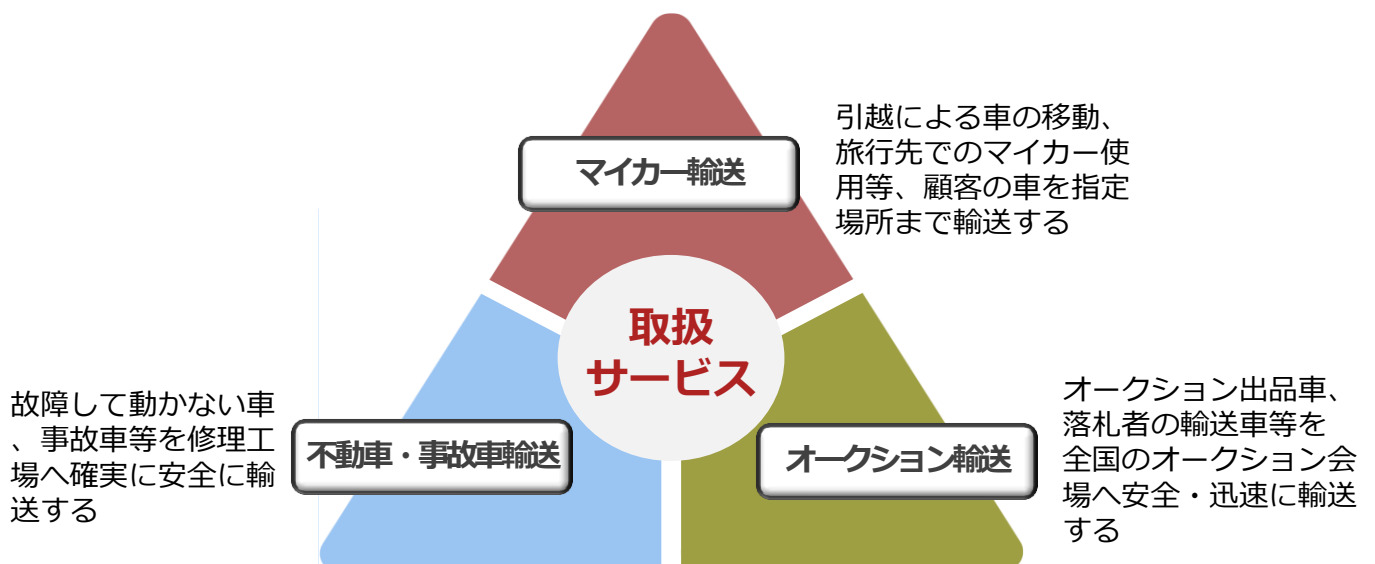 マイカー輸送
引越による車の移動、
旅行先でのマイカー使
用等、顧客の車を指定
場所まで輸送する
取扱
サービス
故障して動かない車
、事故車等を修理工
場へ確実に安全に輸
送する
不動車・事故車輸送
オークション輸送
オークション出品車、
落札者の輸送車等を
全国のオークション会
場へ安全・迅速に輸送
する